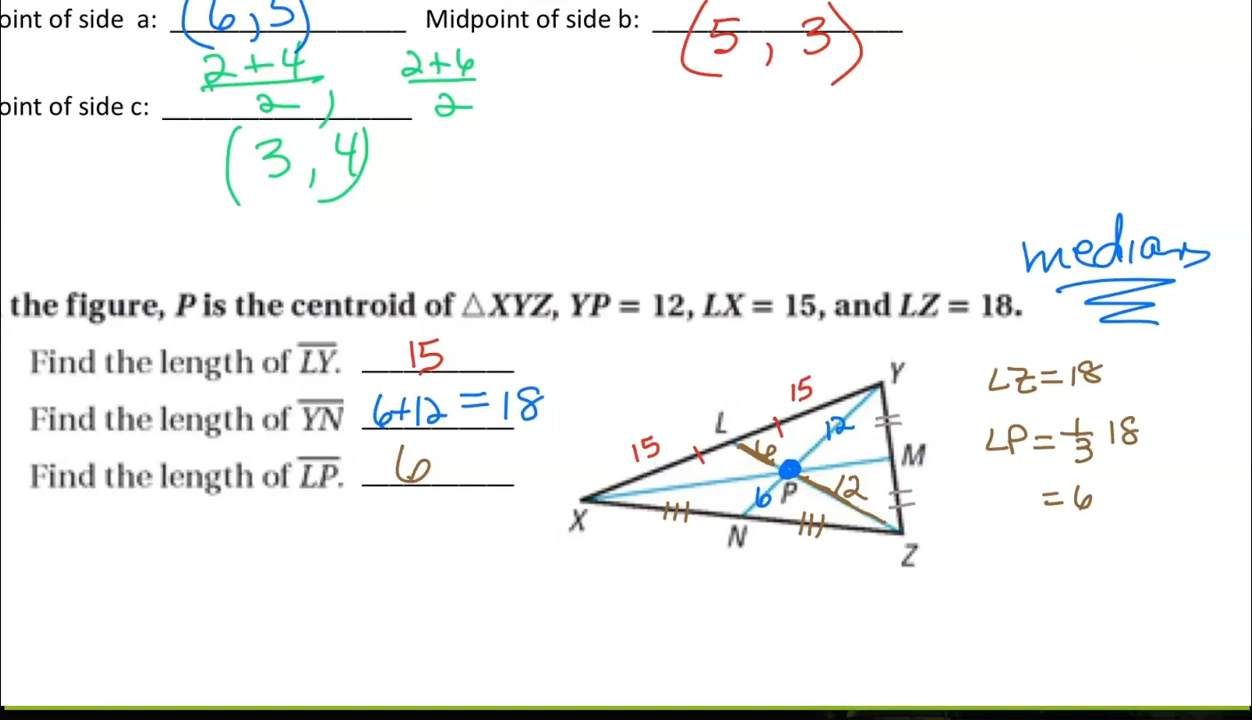 oint of side a: (6, 5) Midpoint of side b: (5, 3)
2+4/2, 2+6/2
oint of side c:
(3, 4)
medians
the figure, P is the centroid of △XYZ, YP = 12, LX = 15, and LZ = 18.
Find the length of LY. 15
Find the length of YN 6+12 = 18
Find the length of LP. 6
Y
15
L
12
15
6
M
P
12
6
X
N
Z
LZ = 18
LP = 1/3 18
= 6